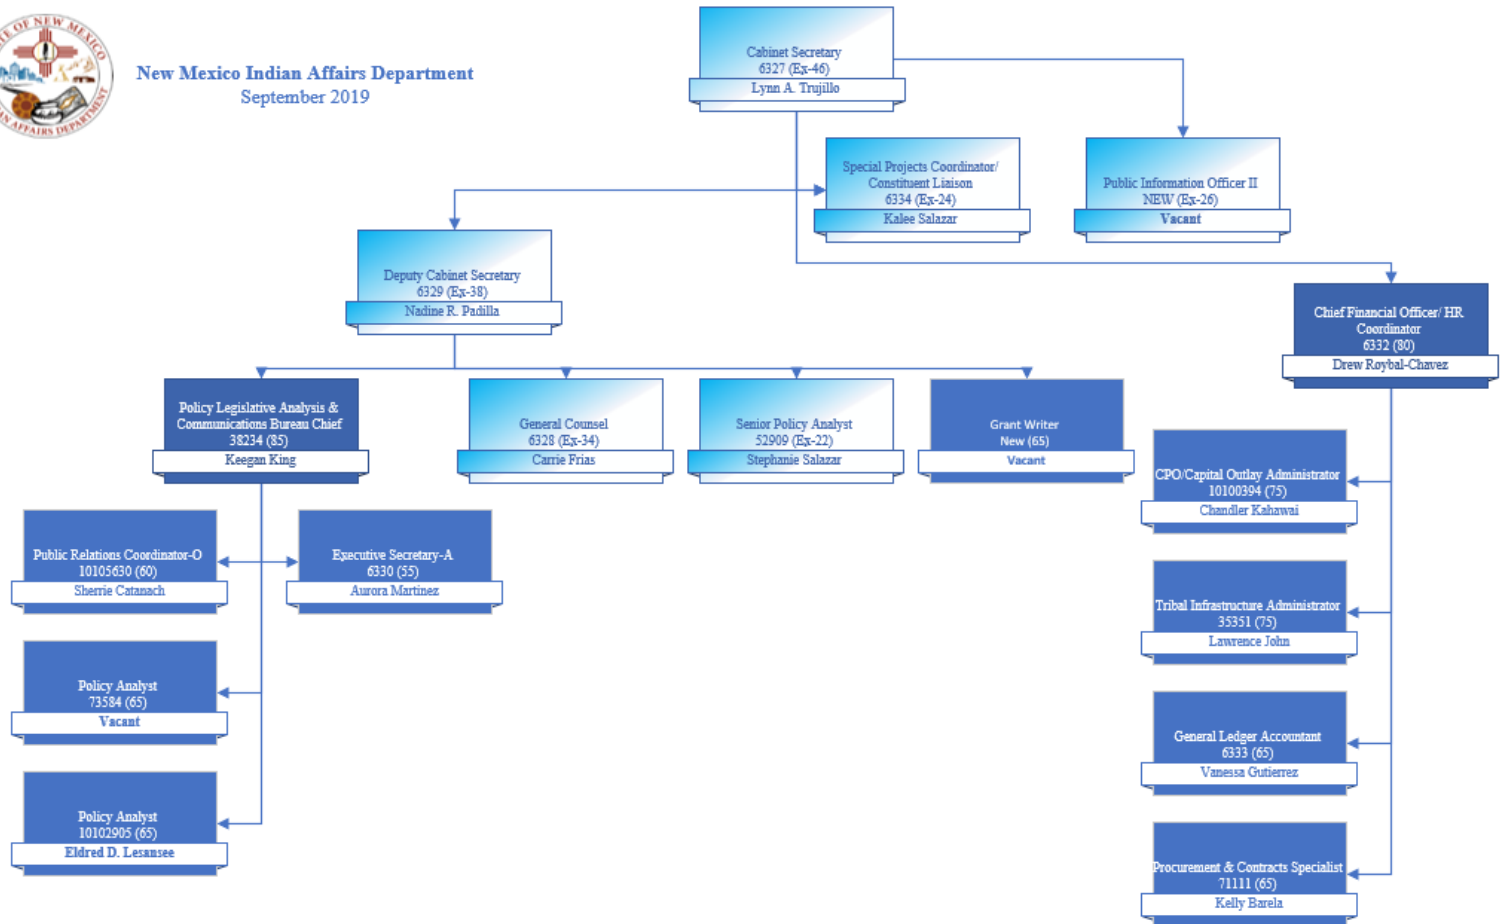 STATE OF NEW MEXICO
INDIAN AFFAIRS DEPARTMENT
New Mexico Indian Affairs Department
September 2019
Cabinet Secretary
6327 (Ex-46)
Lynn A. Trujillo
Special Projects Coordinator/
Constituent Liaison
6334 (Ex-24)
Kalee Salazar
Public Information Officer II
NEW (Ex-26)
Vacant
Deputy Cabinet Secretary
6329 (Ex-38)
Nadine R. Padilla
Chief Financial Officer/ HR
Coordinator
6332 (80)
Drew Roybal-Chavez
Policy Legislative Analysis &
Communications Bureau Chief
38234 (85)
Keegan King
General Counsel
6328 (Ex-34)
Carrie Frias
Senior Policy Analyst
52909 (Ex-22)
Stephanie Salazar
Grant Writer
New (65)
Vacant
Public Relations Coordinator-O
10105630 (60)
Sherrie Catanach
Executive Secretary-A
6330 (55)
Aurora Martinez
Policy Analyst
73584 (65)
Vacant
Policy Analyst
10102905 (65)
Eldred D. Lesansee
CPO/Capital Outlay Administrator
10100394 (75)
Chandler Kahawai
Tribal Infrastructure Administrator
35351 (75)
Lawrence John
General Ledger Accountant
6333 (65)
Vanessa Gutierrez
Procurement & Contracts Specialist
71111 (65)
Kelly Barela